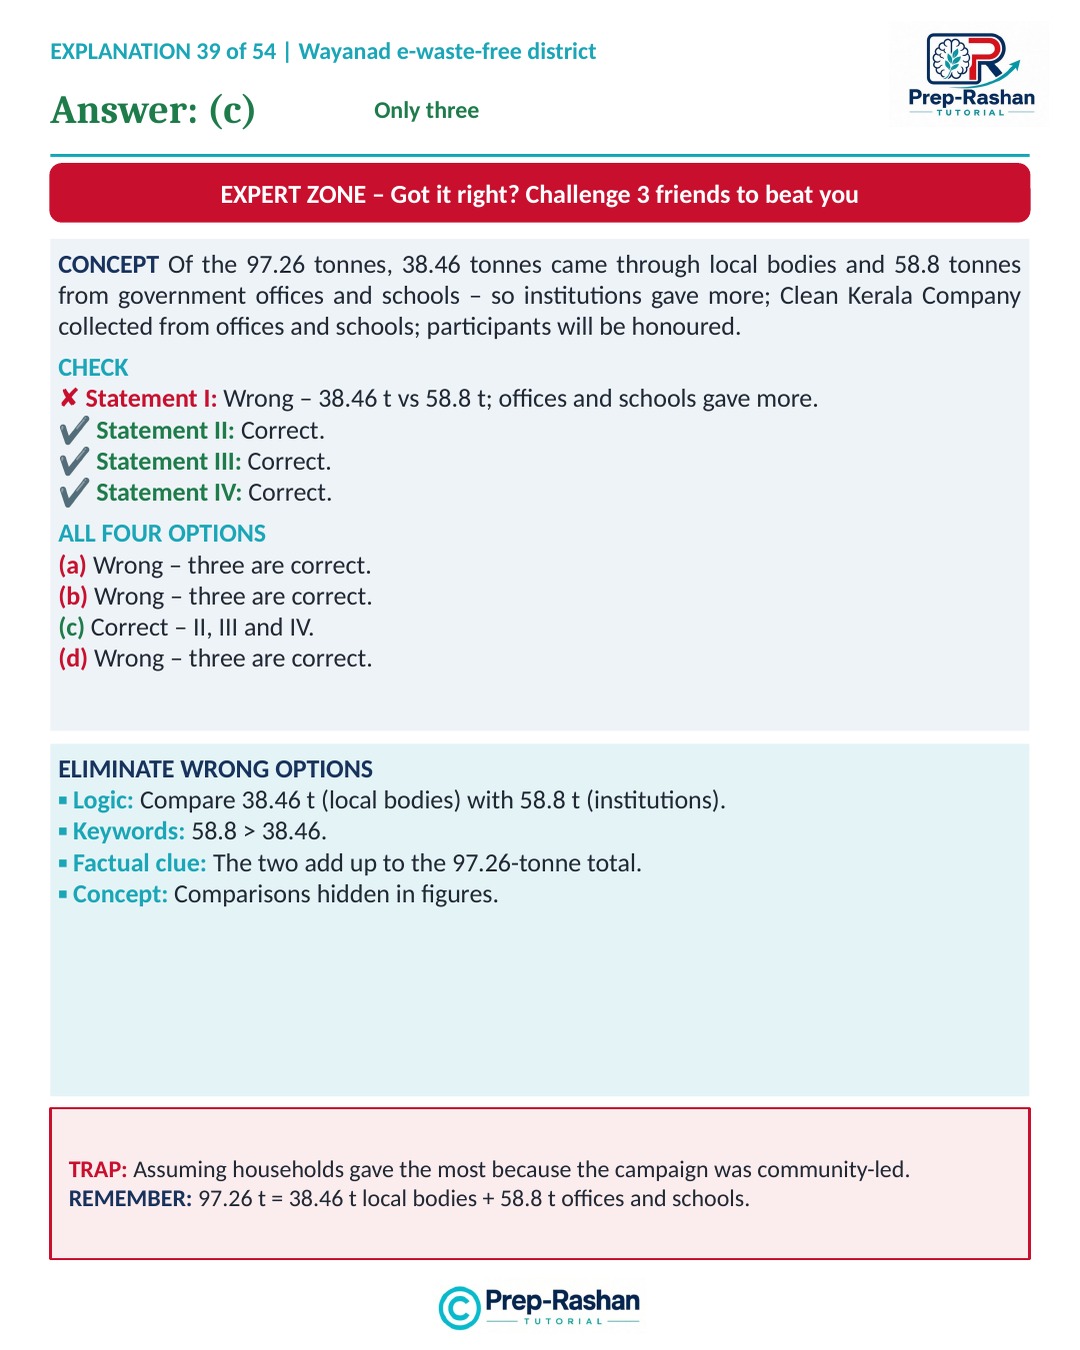 EXPLANATION 39 of 54 | Wayanad e-waste-free district
Prep-Rashan
TUTORIAL
Answer: (c)
Only three
EXPERT ZONE – Got it right? Challenge 3 friends to beat you
CONCEPT Of the 97.26 tonnes, 38.46 tonnes came through local bodies and 58.8 tonnes
from government offices and schools – so institutions gave more; Clean Kerala Company
collected from offices and schools; participants will be honoured.
CHECK
✘ Statement I: Wrong – 38.46 t vs 58.8 t; offices and schools gave more.
✔ Statement II: Correct.
✔ Statement III: Correct.
✔ Statement IV: Correct.
ALL FOUR OPTIONS
(a) Wrong – three are correct.
(b) Wrong – three are correct.
(c) Correct – II, III and IV.
(d) Wrong – three are correct.
ELIMINATE WRONG OPTIONS
▪ Logic: Compare 38.46 t (local bodies) with 58.8 t (institutions).
▪ Keywords: 58.8 > 38.46.
▪ Factual clue: The two add up to the 97.26-tonne total.
▪ Concept: Comparisons hidden in figures.
TRAP: Assuming households gave the most because the campaign was community-led.
REMEMBER: 97.26 t = 38.46 t local bodies + 58.8 t offices and schools.
© Prep-Rashan
TUTORIAL